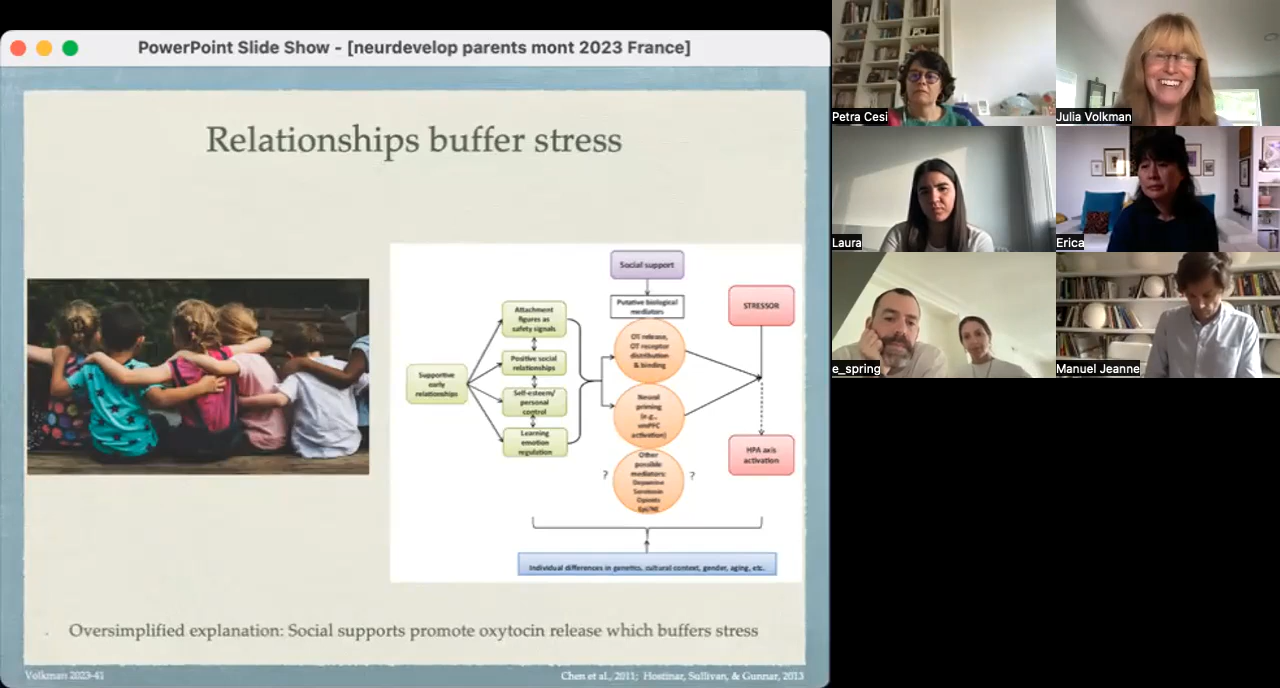 PowerPoint Slide Show - [neurdevelop parents mont 2023 France]
Relationships buffer stress
Social support
Putative biological
mediators
STRESSOR
Attachment
figures as
safety signals
Positive social
relationships
Self-esteem/
personal
control
Learning
emotion
regulation
Supportive
early
relationships
OT release,
OT receptor
distribution
& binding
Neural
priming
(e.g.,
vmPFC
activation)
Other
possible
mediators:
Dopamine
Serotonin
Opioids
Epi/NE
?
?
HPA axis
activation
Individual differences in genetics, cultural context, gender, aging, etc.
Oversimplified explanation: Social supports promote oxytocin release which buffers stress
Volkman 2023-41
Chen et al., 2011; Hostinar, Sullivan, & Gunnar, 2013
Petra Cesi
Julia Volkman
Laura
Erica
e_spring
Manuel Jeanne